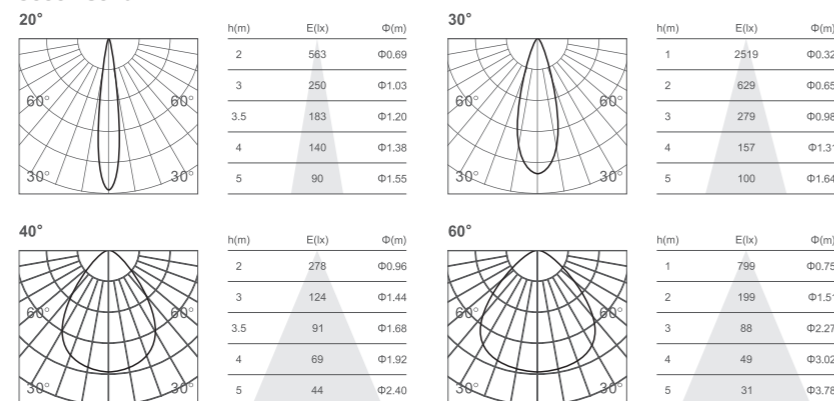 20°
60° 60°
30° 30°
h(m) E(lx) Φ(m)
2 563 Φ0.69
3 250 Φ1.03
3.5 183 Φ1.20
4 140 Φ1.38
5 90 Φ1.55
30°
60° 60°
30° 30°
h(m) E(lx) Φ(m)
1 2519 Φ0.32
2 629 Φ0.65
3 279 Φ0.98
4 157 Φ1.31
5 100 Φ1.64
40°
60° 60°
30° 30°
h(m) E(lx) Φ(m)
2 278 Φ0.96
3 124 Φ1.44
3.5 91 Φ1.68
4 69 Φ1.92
5 44 Φ2.40
60°
60° 60°
30° 30°
h(m) E(lx) Φ(m)
1 799 Φ0.75
2 199 Φ1.51
3 88 Φ2.27
4 49 Φ3.02
5 31 Φ3.78